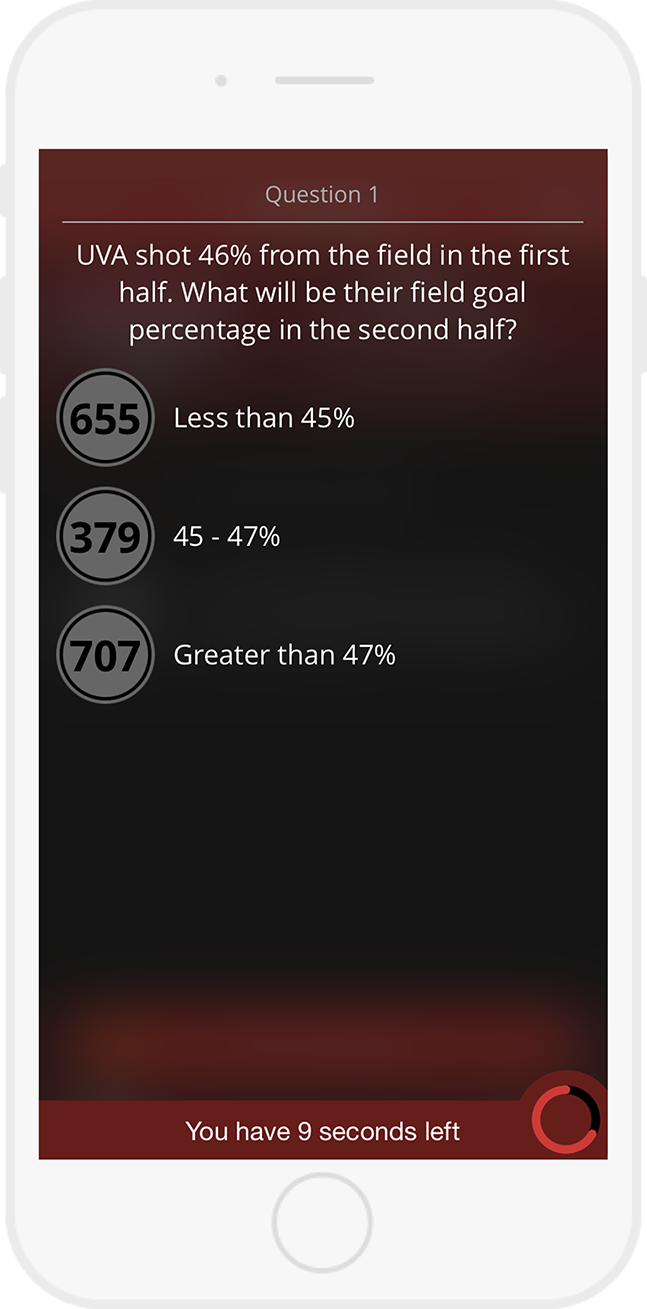 Question 1
UVA shot 46% from the field in the first
half. What will be their field goal
percentage in the second half?
655 Less than 45%
379 45 - 47%
707 Greater than 47%
You have 9 seconds left